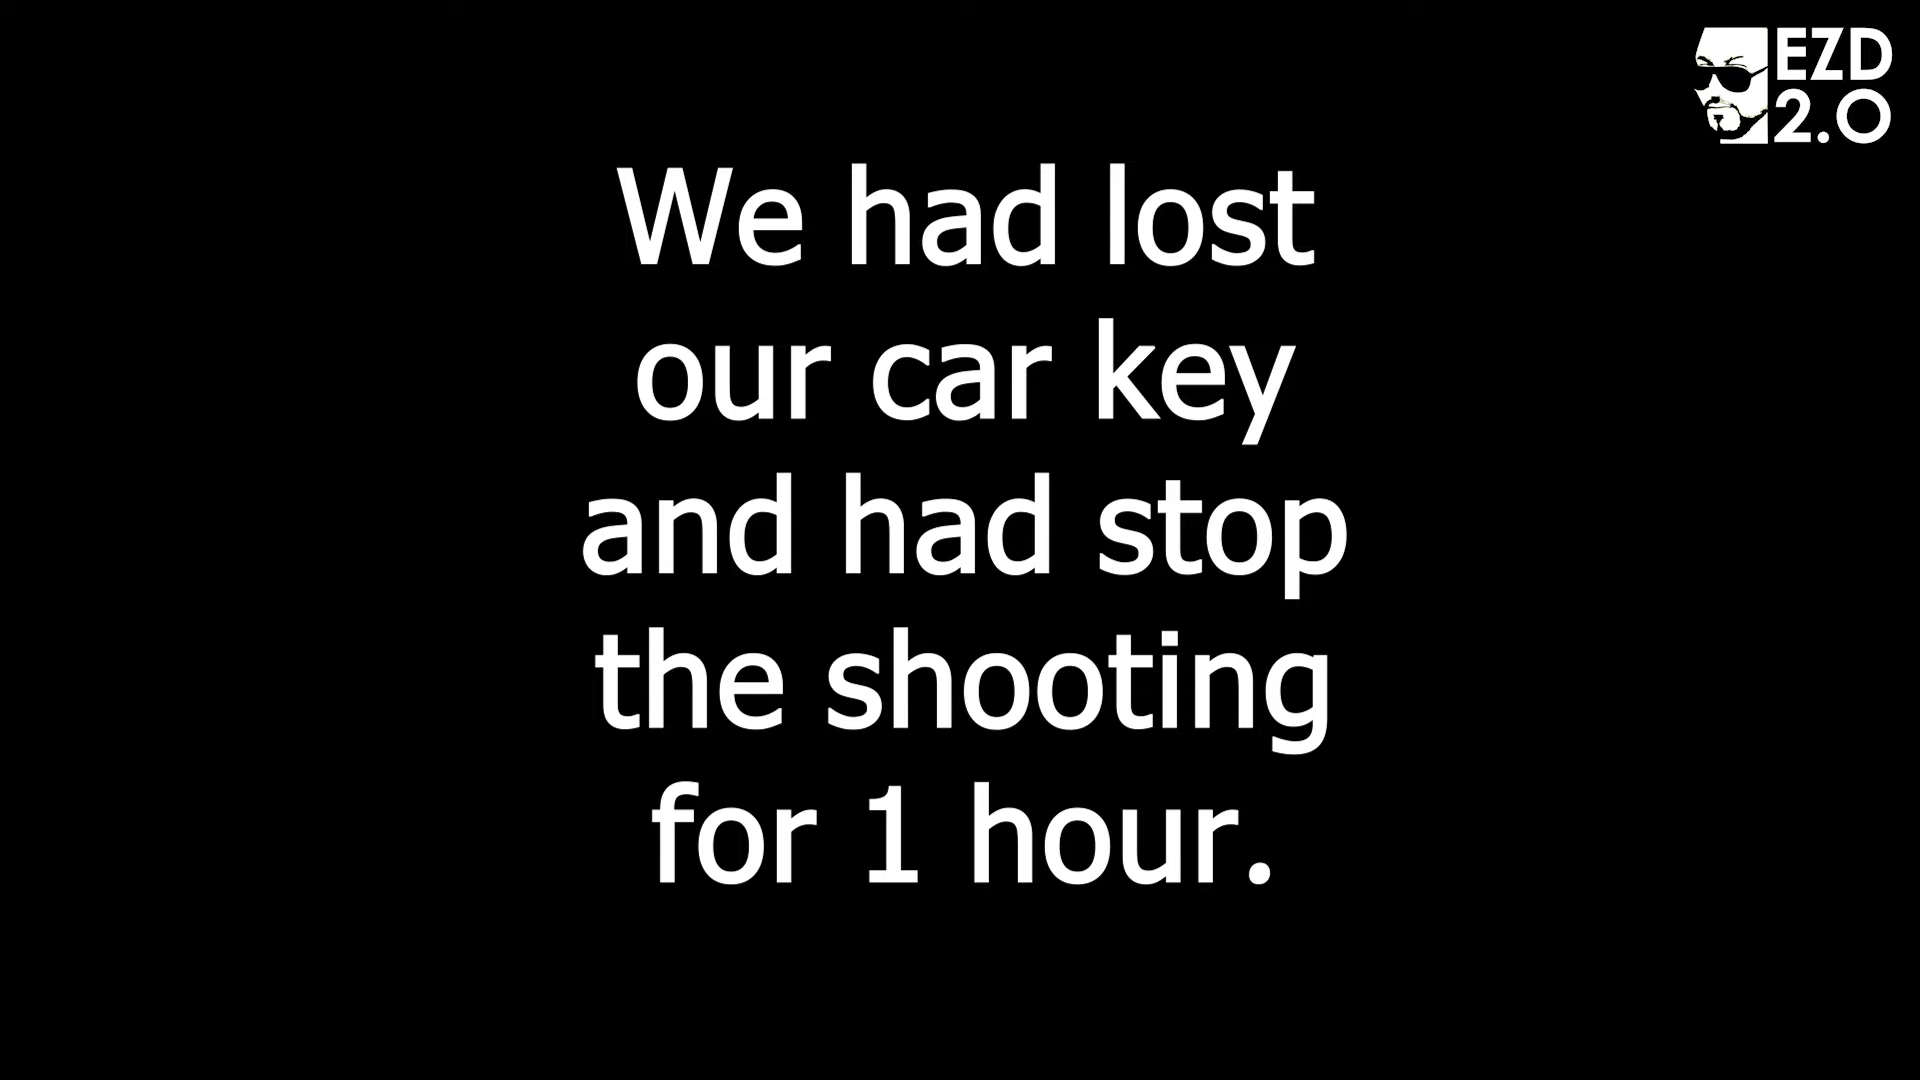 EZD
2.0
We had lost
our car key
and had stop
the shooting
for 1 hour.